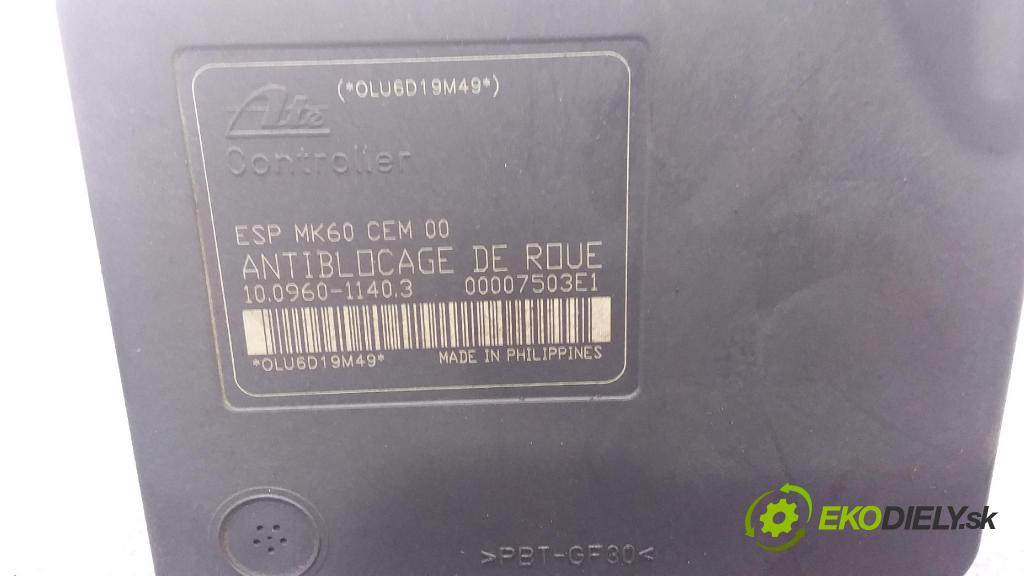 (*OLU6D19M49*)
Ate
Controller
ESP MK60 CEM 00
ANTIBLOCAGE DE ROUE
10.0960-1140.3 00007503E1
*OLU6D19M49* MADE IN PHILIPPINES
>PBT-GF30<
EKODIELY.sk